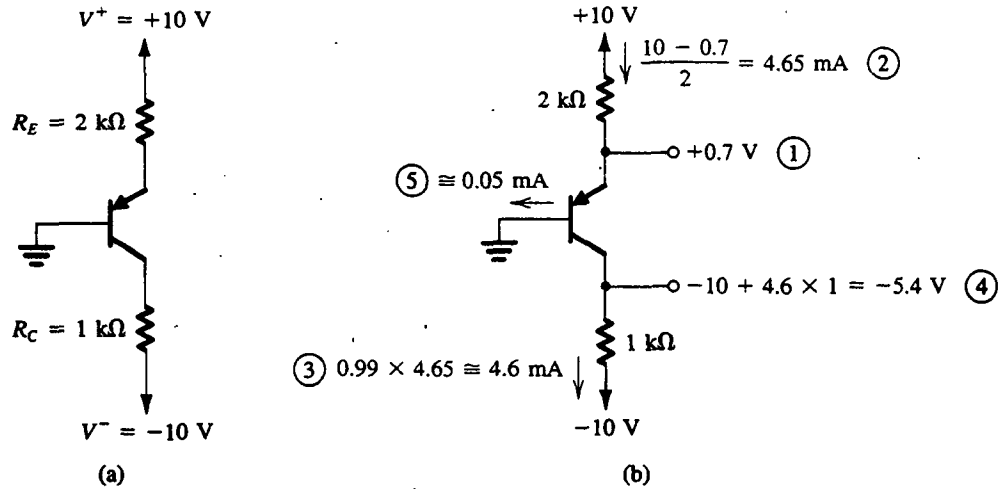 V⁺ = +10 V
R_E = 2 kΩ
R_C = 1 kΩ
V⁻ = −10 V
(a)
+10 V
(10 − 0.7)/2 = 4.65 mA ②
2 kΩ
+0.7 V ①
⑤ ≅ 0.05 mA
−10 + 4.6 × 1 = −5.4 V ④
1 kΩ
③ 0.99 × 4.65 ≅ 4.6 mA
−10 V
(b)